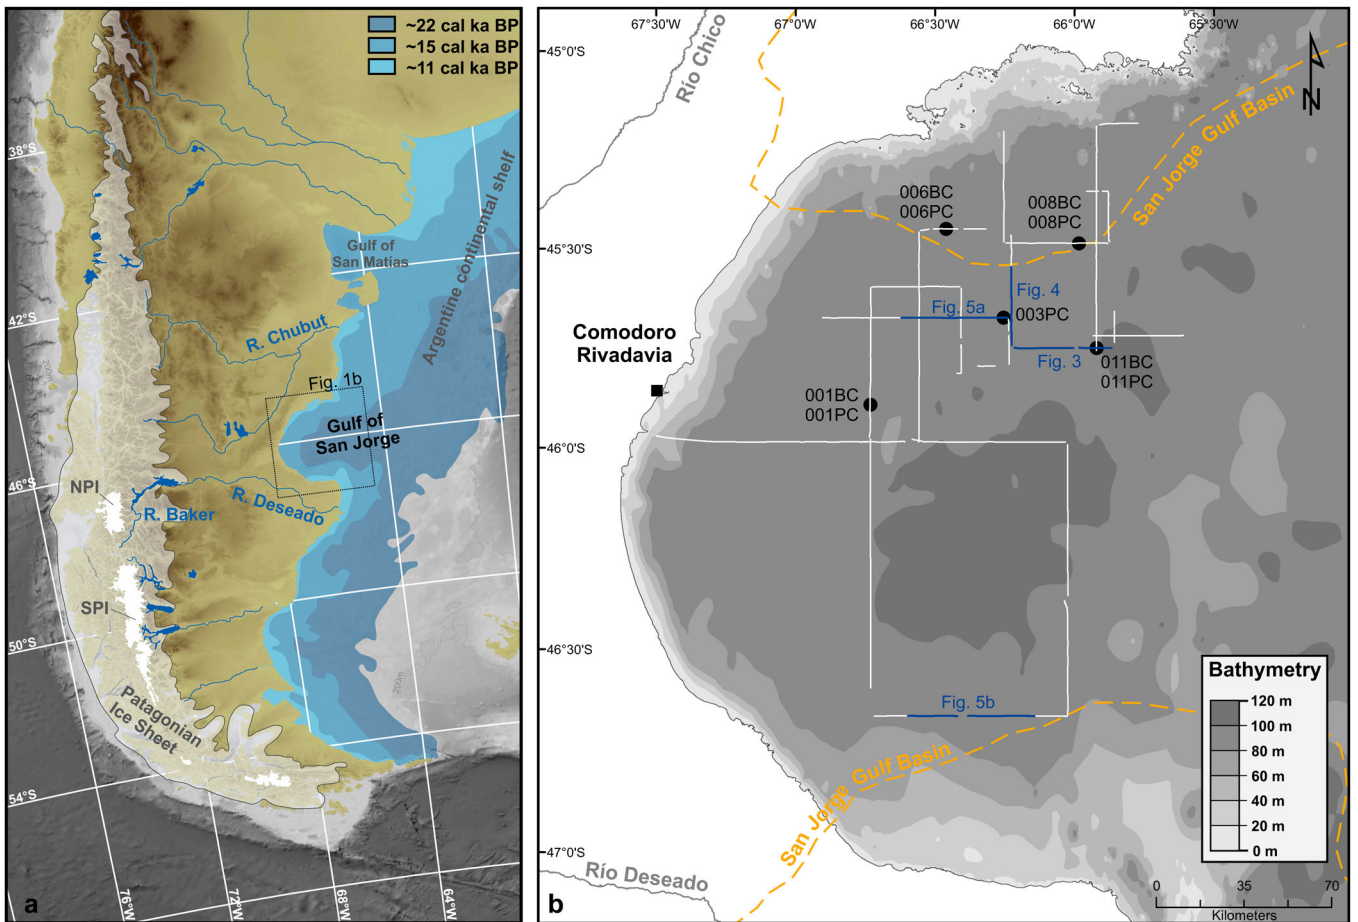 ~22 cal ka BP
~15 cal ka BP
~11 cal ka BP
38°S
42°S
46°S
50°S
54°S
76°W
72°W
68°W
64°W
200m
200m
Gulf of
San Matias
Argentine continental shelf
R. Chubut
Fig. 1b
Gulf of
San Jorge
NPI
R. Baker
R. Deseado
SPI
Patagonian
Ice Sheet
a
67°30'W
67°0'W
66°30'W
66°0'W
65°30'W
45°0'S
45°30'S
46°0'S
46°30'S
47°0'S
Río Chico
N
San Jorge Gulf Basin
006BC
006PC
008BC
008PC
Fig. 4
Fig. 5a
003PC
Fig. 3
011BC
011PC
Comodoro
Rivadavia
001BC
001PC
Fig. 5b
San Jorge Gulf Basin
Río Deseado
Bathymetry
120 m
100 m
80 m
60 m
40 m
20 m
0 m
0 35 70
Kilometers
b